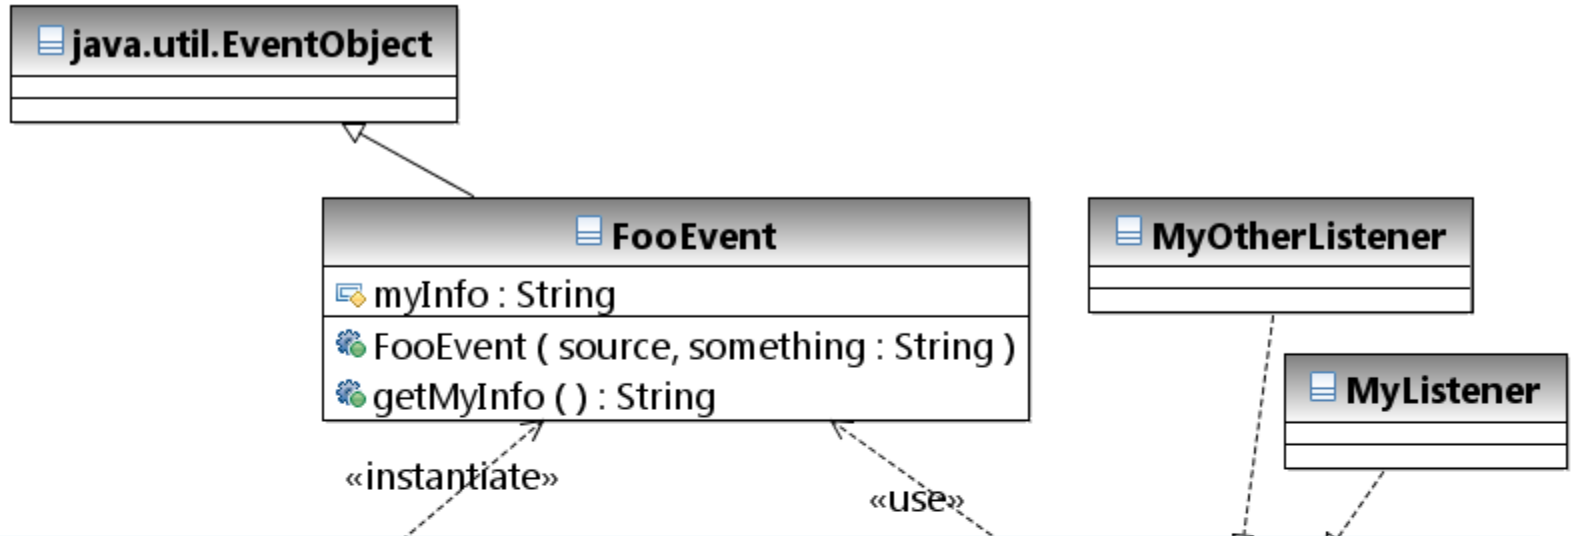 java.util.EventObject
FooEvent
myInfo : String
FooEvent ( source, something : String )
getMyInfo ( ) : String
MyOtherListener
MyListener
«instantiate»
«use»